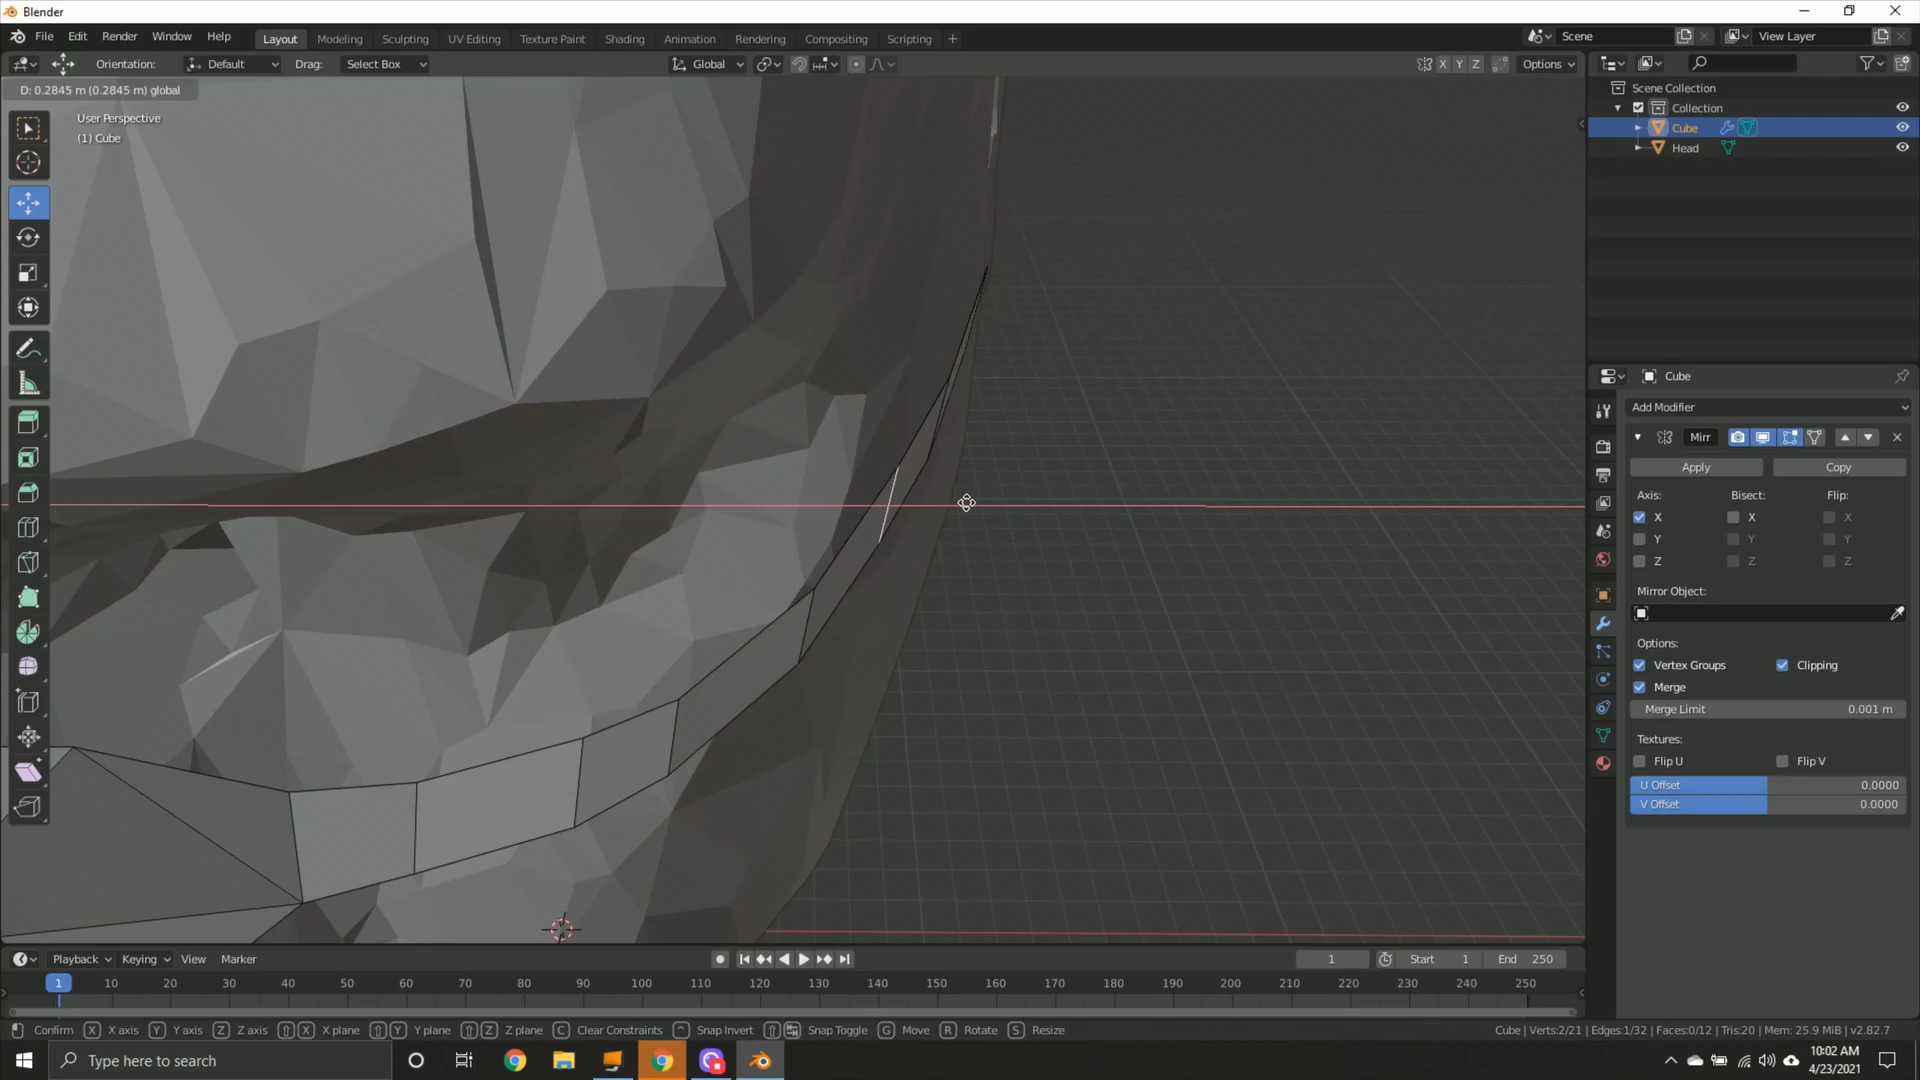 Blender
File Edit Render Window Help Layout Modeling Sculpting UV Editing Texture Paint Shading Animation Rendering Compositing Scripting + Scene View Layer
Orientation: Default Drag: Select Box Global X Y Z Options
D: 0.2845 m (0.2845 m) global
User Perspective
(1) Cube
Scene Collection
Collection
Cube
Head
Cube
Add Modifier
Mirr
Apply Copy
Axis: Bisect: Flip:
X X X
Y Y Y
Z Z Z
Mirror Object:
Options:
Vertex Groups Clipping
Merge
Merge Limit 0.001 m
Textures:
Flip U Flip V
U Offset 0.0000
V Offset 0.0000
Playback Keying View Marker 1 Start 1 End 250
1 10 20 30 40 50 60 70 80 90 100 110 120 130 140 150 160 170 180 190 200 210 220 230 240 250
Confirm X X axis Y Y axis Z Z axis X X plane Y Y plane Z Z plane C Clear Constraints ^ Snap Invert Snap Toggle G Move R Rotate S Resize Cube | Verts:2/21 | Edges:1/32 | Faces:0/12 | Tris:20 | Mem: 25.9 MiB | v2.82.7
Type here to search 10:02 AM
4/23/2021